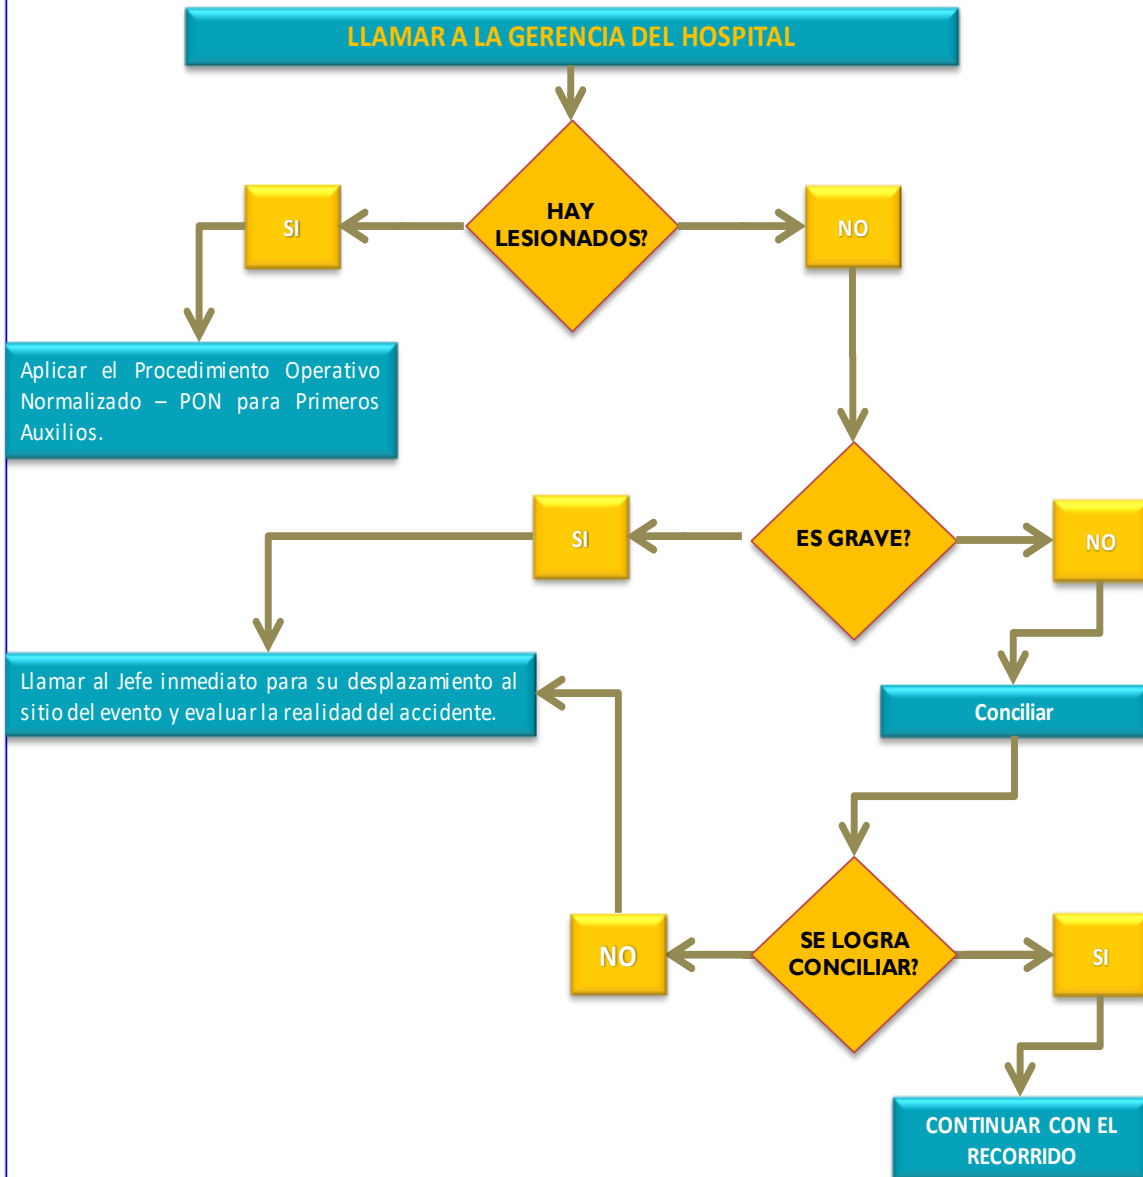 LLAMAR A LA GERENCIA DEL HOSPITAL
HAY
LESIONADOS?
SI
NO
Aplicar el Procedimiento Operativo
Normalizado – PON para Primeros
Auxilios.
ES GRAVE?
SI
NO
Llamar al Jefe inmediato para su desplazamiento al
sitio del evento y evaluar la realidad del accidente.
Conciliar
SE LOGRA
CONCILIAR?
NO
SI
CONTINUAR CON EL
RECORRIDO